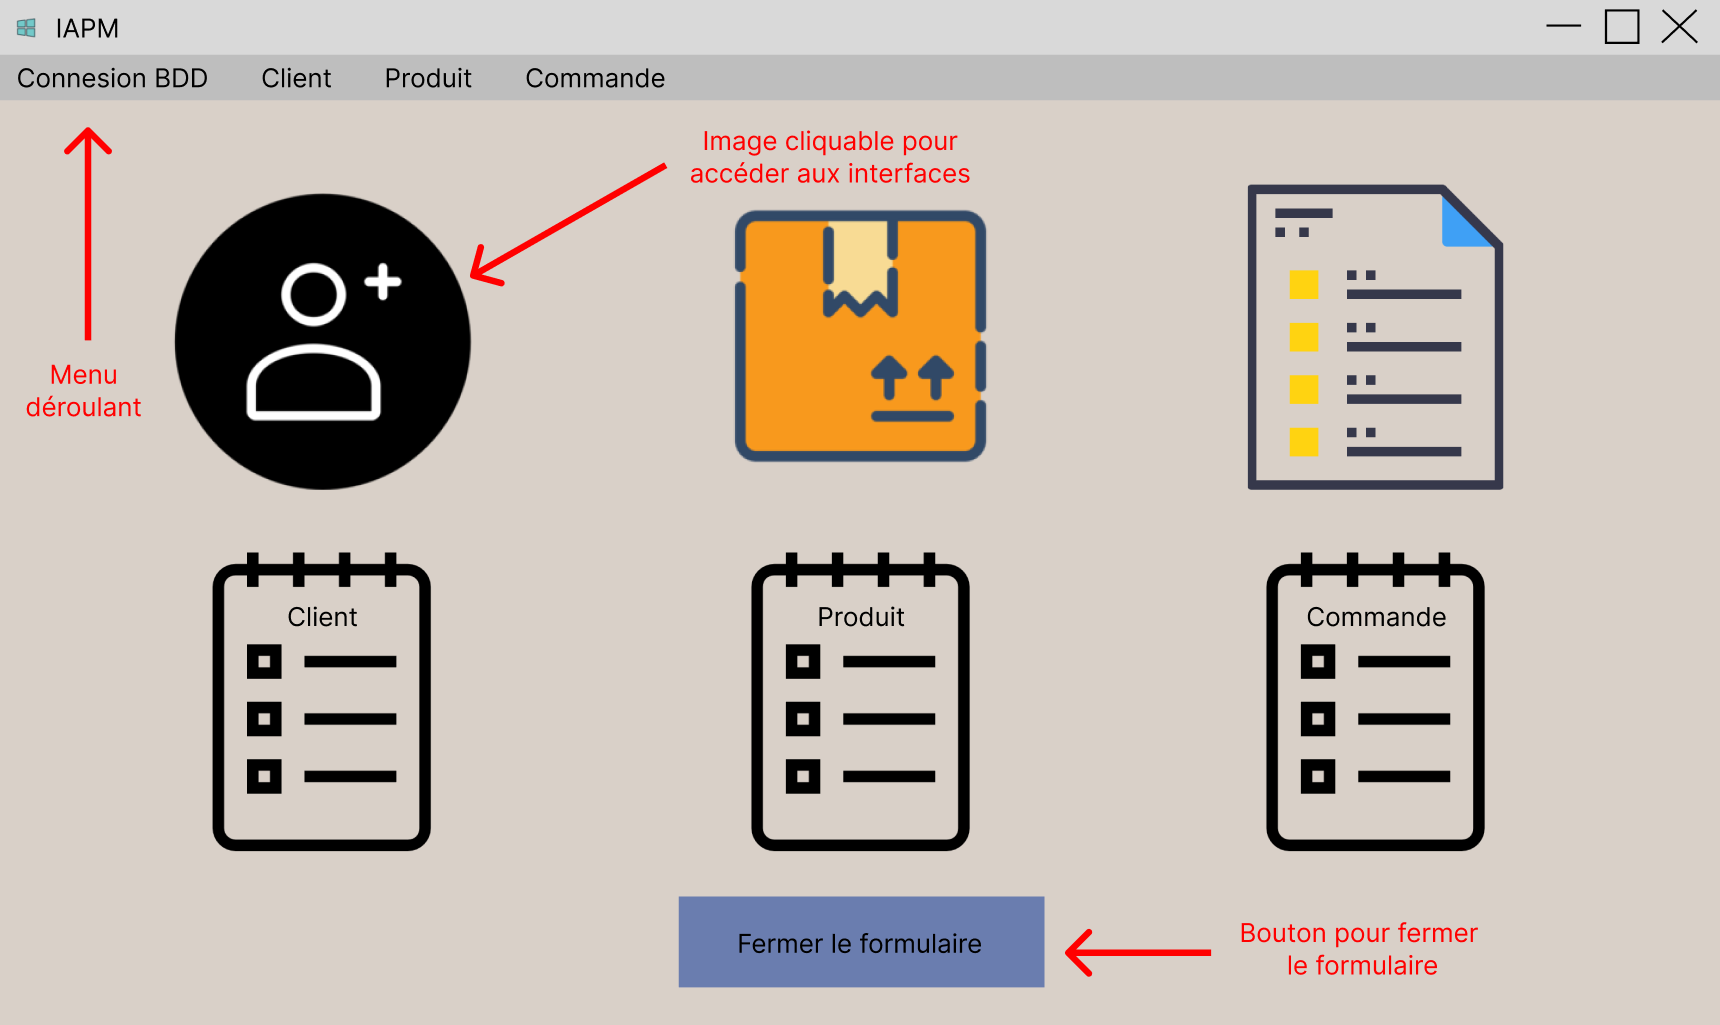 IAPM
Connesion BDD Client Produit Commande
Image cliquable pour
accéder aux interfaces
Menu
déroulant
Client
Produit
Commande
Fermer le formulaire
Bouton pour fermer
le formulaire